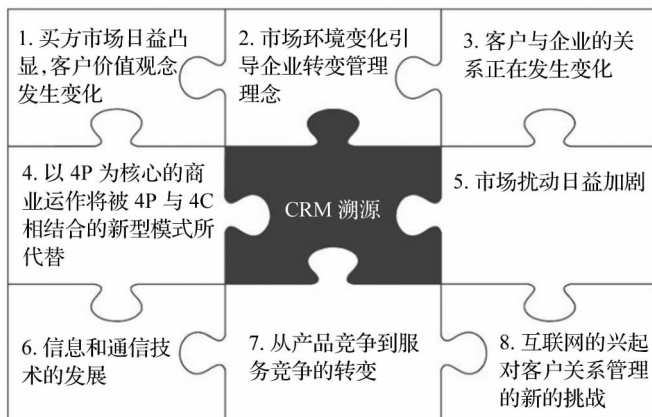 1. 买方市场日益凸
显,客户价值观念
发生变化
2. 市场环境变化引
导企业转变管理
理念
3. 客户与企业的关
系正在发生变化
4. 以 4P 为核心的商
业运作将被 4P 与 4C
相结合的新型模式所
代替
CRM 溯源
5. 市场扰动日益加剧
6. 信息和通信技
术的发展
7. 从产品竞争到服
务竞争的转变
8. 互联网的兴起
对客户关系管理
的新的挑战